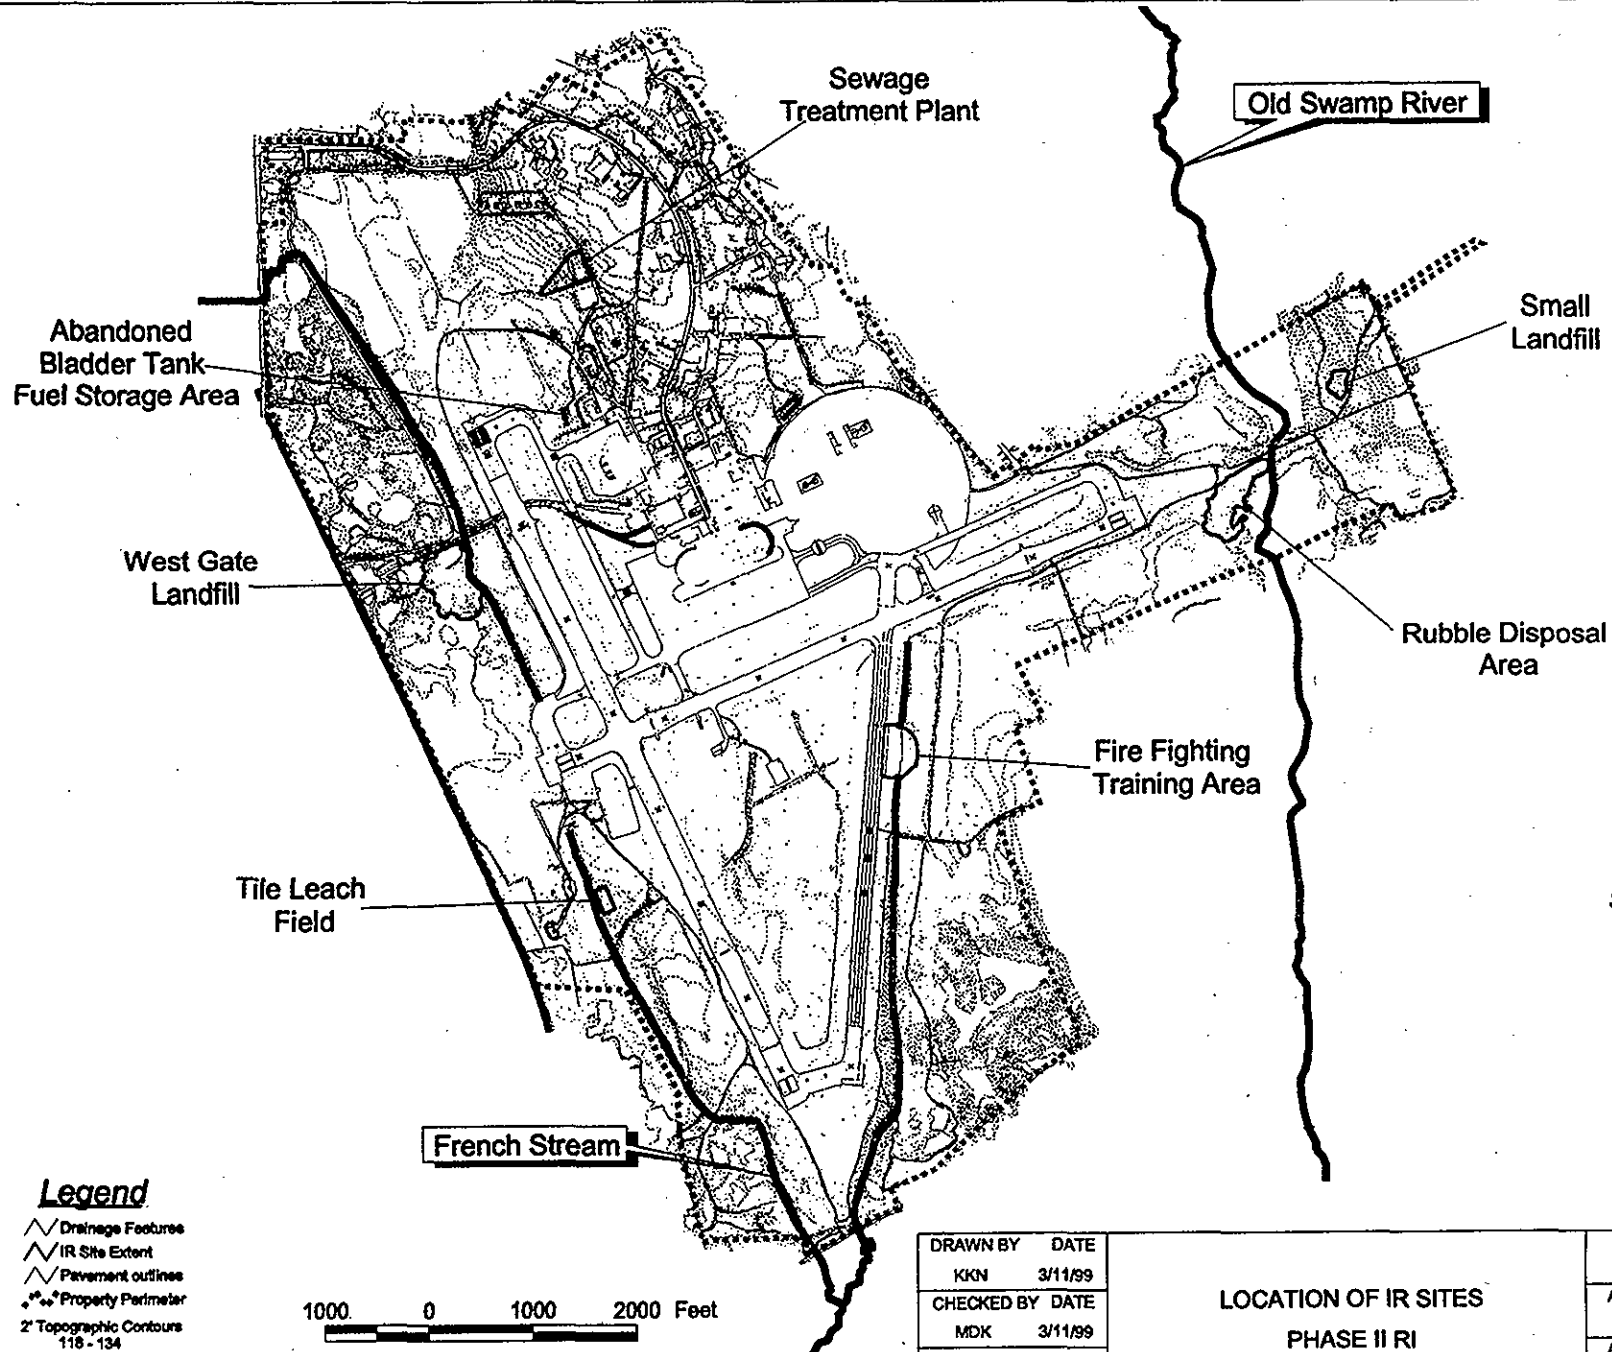 Sewage
Treatment Plant
Old Swamp River
Abandoned
Bladder Tank
Fuel Storage Area
Small
Landfill
West Gate
Landfill
Rubble Disposal
Area
Fire Fighting
Training Area
Tile Leach
Field
French Stream
Legend
Drainage Features
IR Site Extent
Pavement outlines
Property Perimeter
2' Topographic Contours
118 - 134
1000 0 1000 2000 Feet
DRAWN BY DATE
KKN 3/11/99
CHECKED BY DATE
MDK 3/11/99
LOCATION OF IR SITES
PHASE II RI